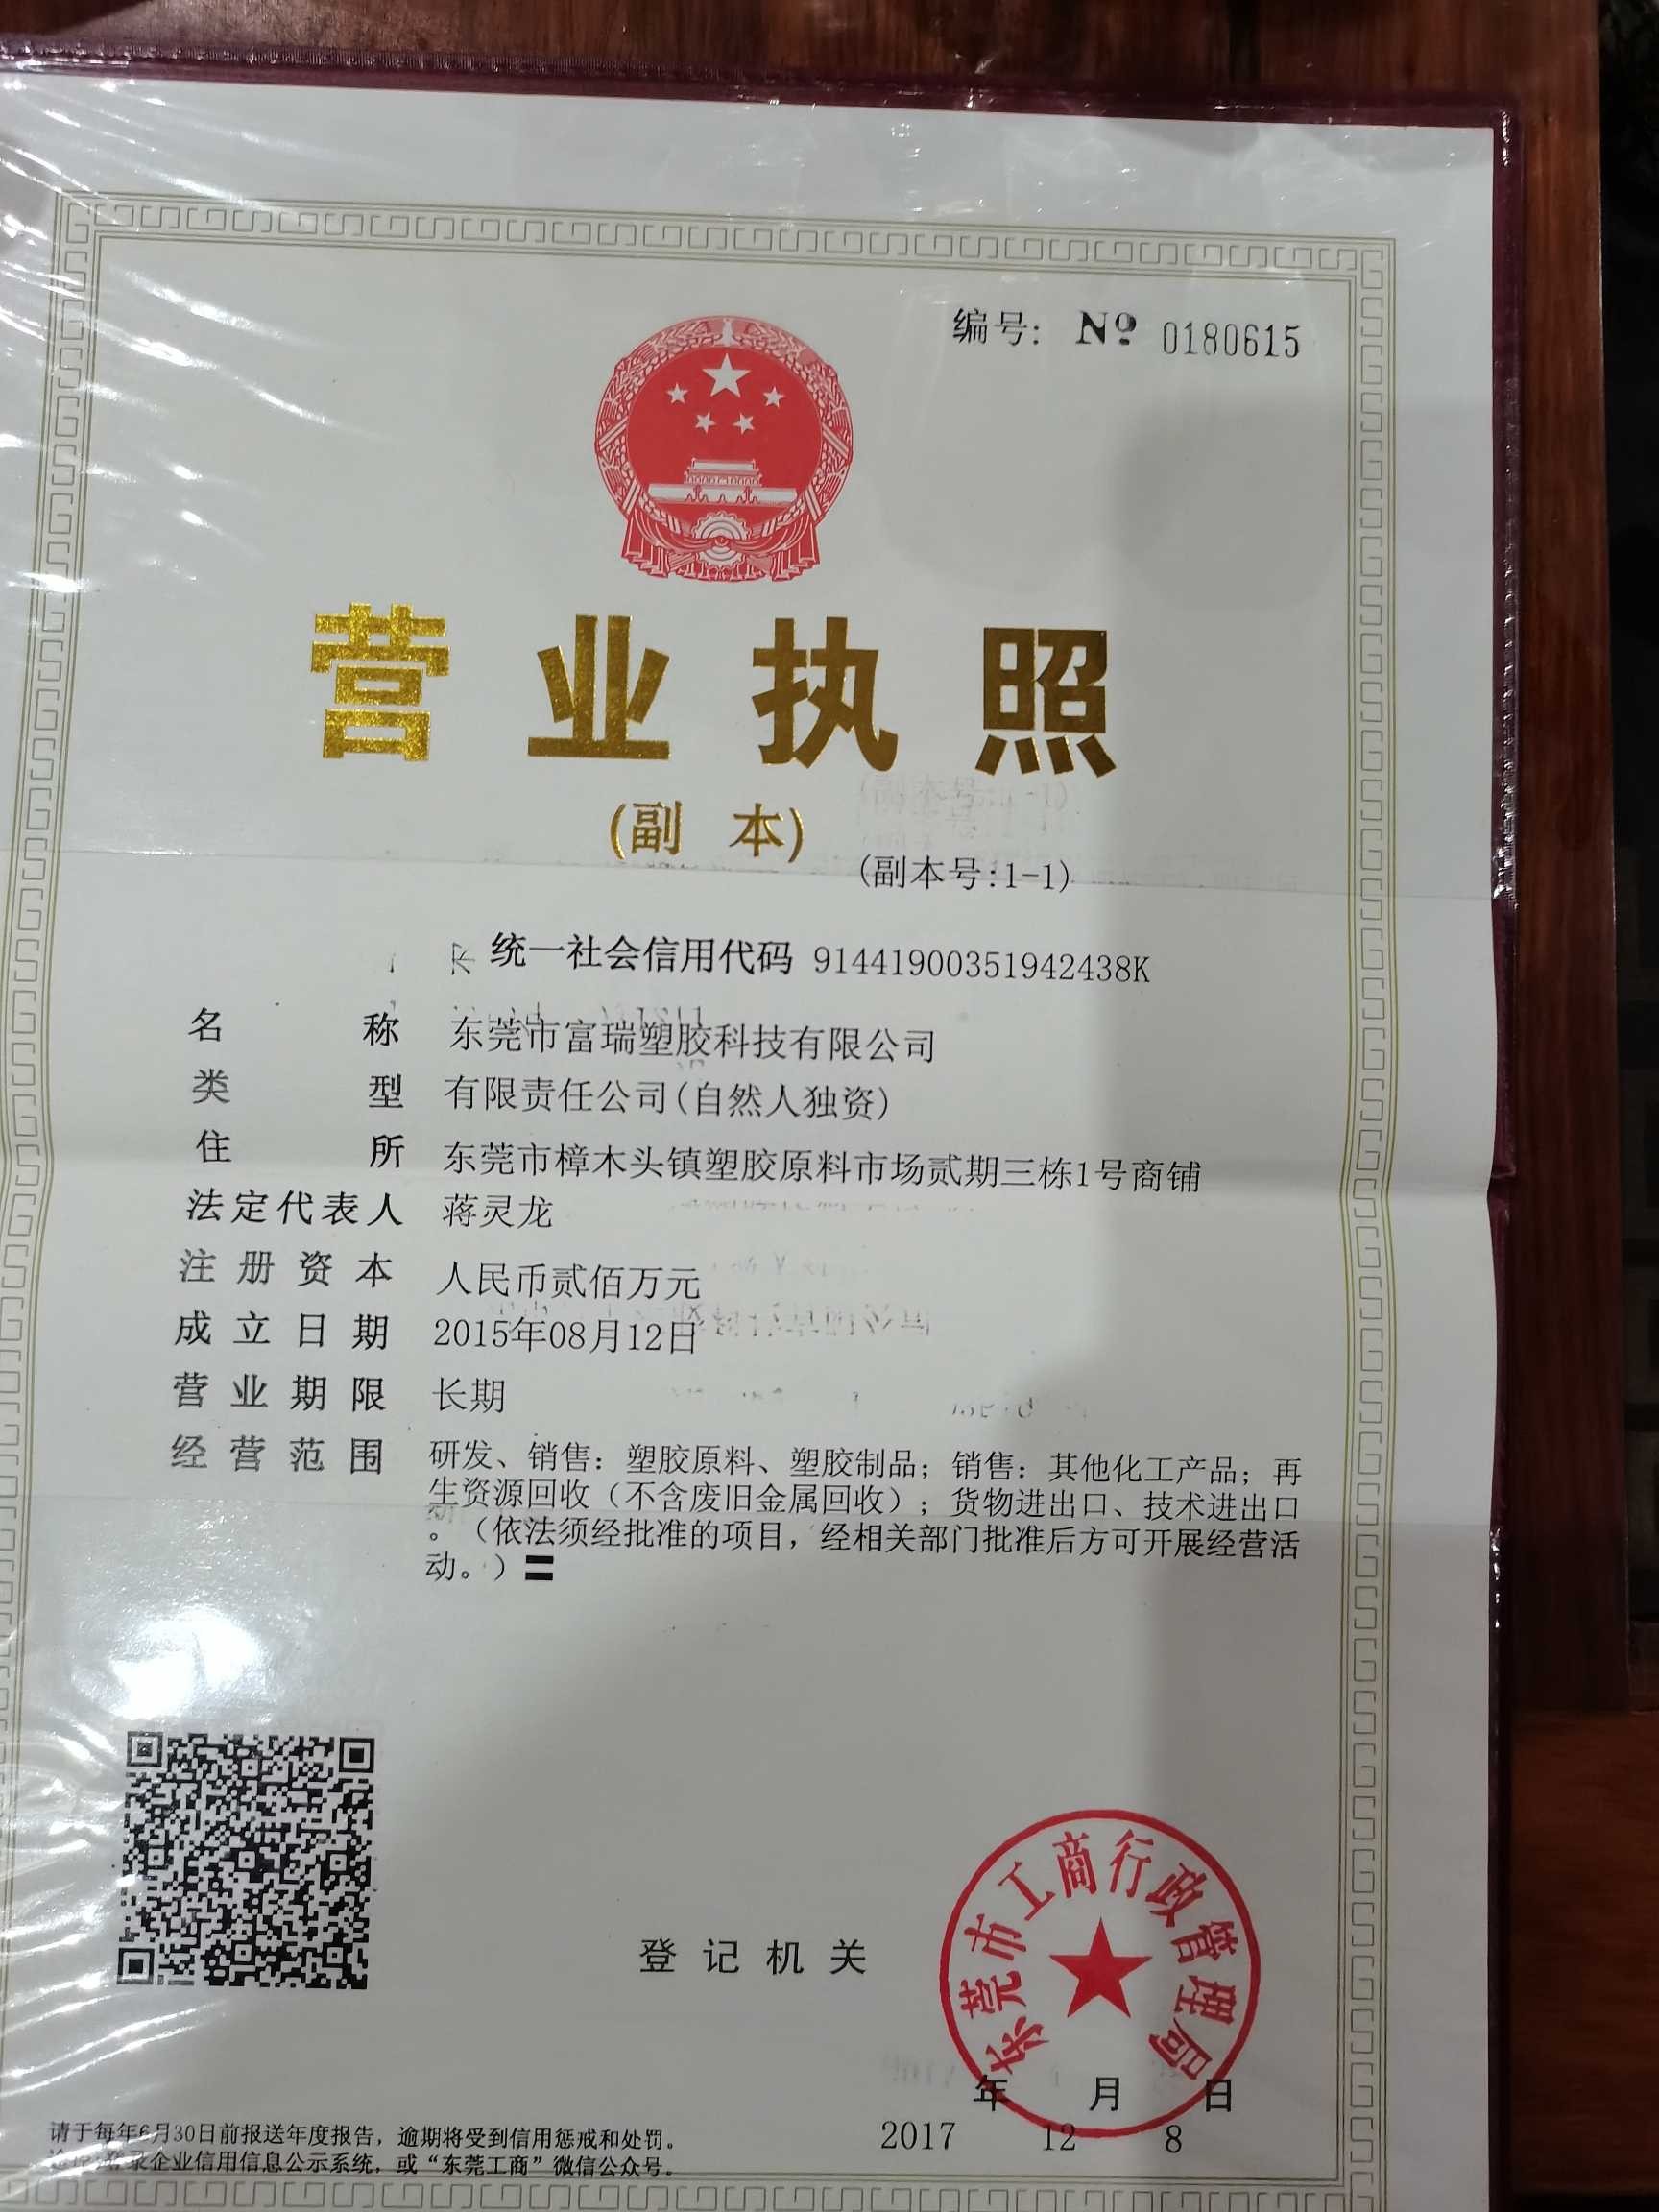 编号: Nº 0180615
营业执照
(副 本)
(副本号:1-1)
统一社会信用代码 91441900351942438K
名 称 东莞市富瑞塑胶科技有限公司
类 型 有限责任公司(自然人独资)
住 所 东莞市樟木头镇塑胶原料市场贰期三栋1号商铺
法定代表人 蒋灵龙
注册资本 人民币贰佰万元
成立日期 2015年08月12日
营业期限 长期
经营范围 研发、销售：塑胶原料、塑胶制品；销售：其他化工产品；再
生资源回收（不含废旧金属回收）；货物进出口、技术进出口
。（依法须经批准的项目，经相关部门批准后方可开展经营活
动。）〓
东莞市工商行政管理局
登记机关
年 月 日
2017 12 8
请于每年6月30日前报送年度报告，逾期将受到信用惩戒和处罚。
录企业信用信息公示系统，或“东莞工商”微信公众号。